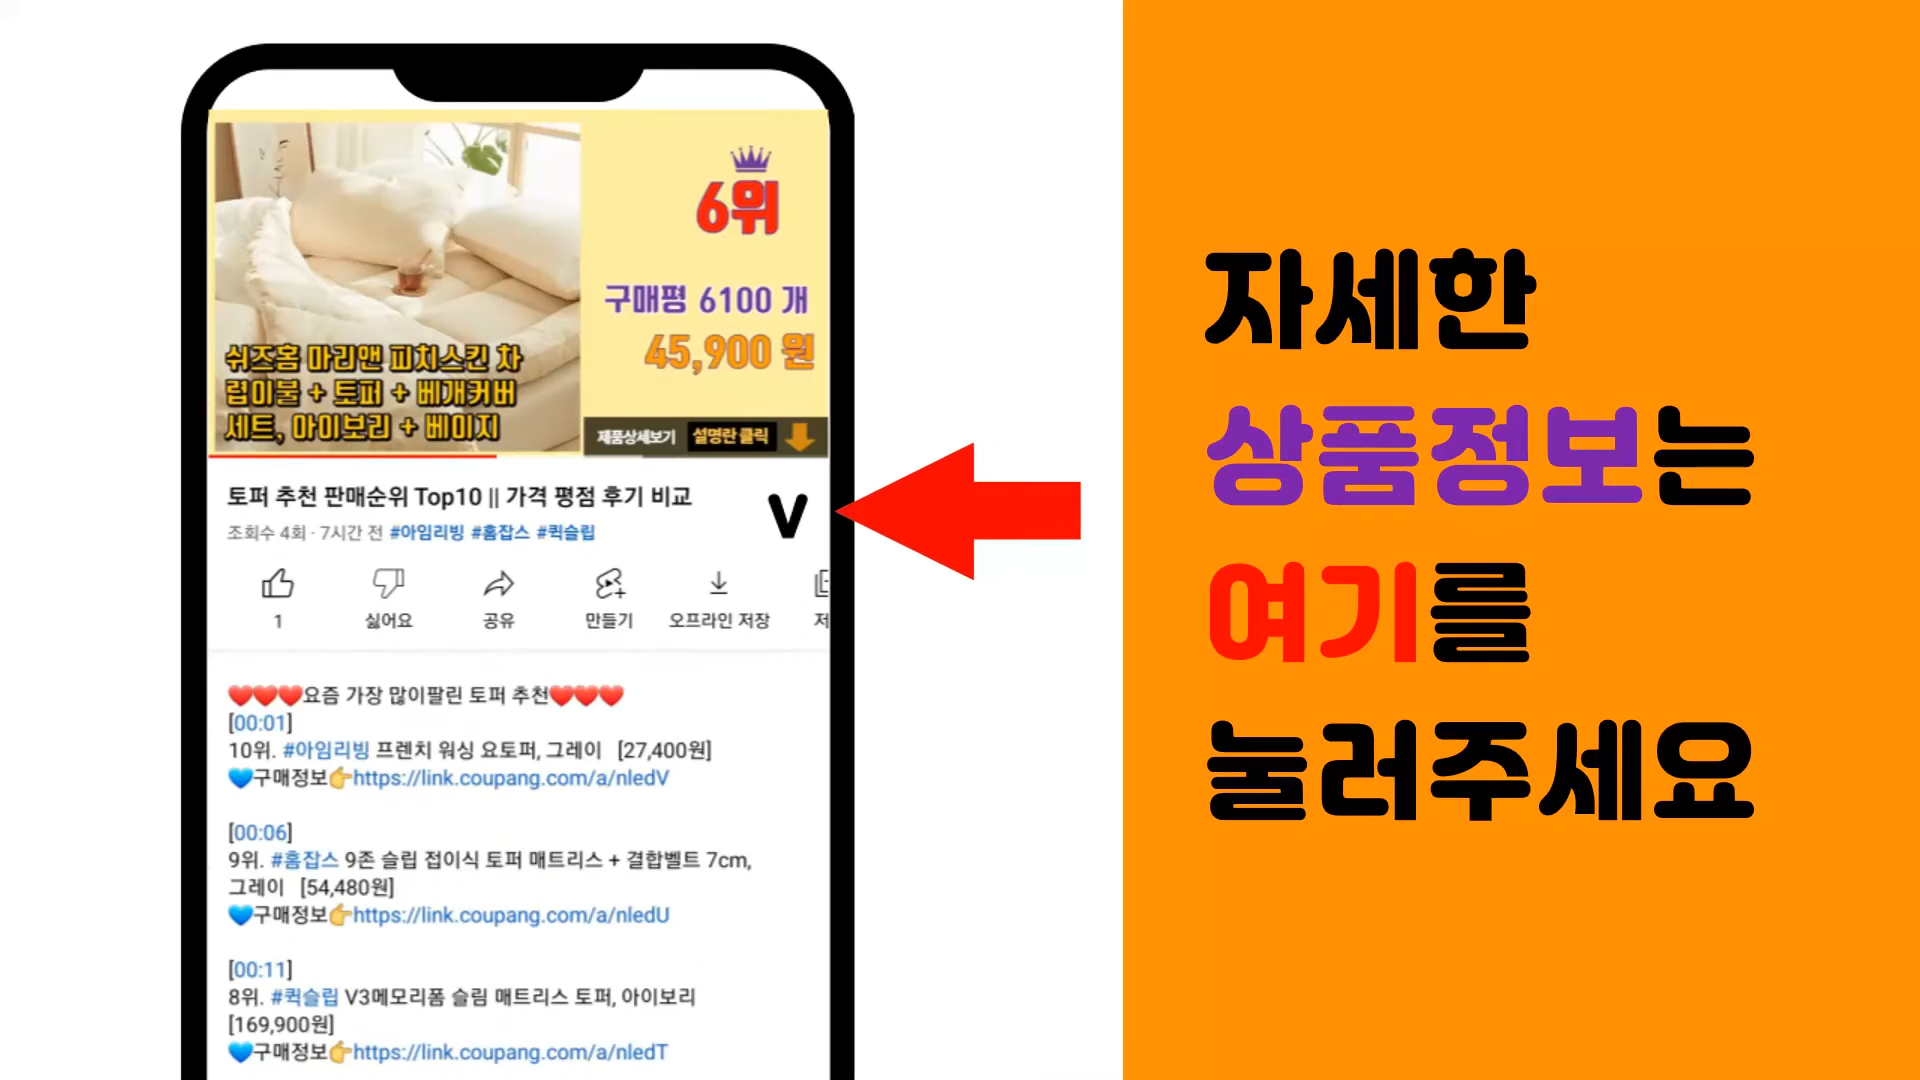 6위
구매평 6100 개
45,900 원
쉬즈홈 마리앤 피치스킨 차
렵이불 + 토퍼 + 베개커버
세트, 아이보리 + 베이지
제품상세보기 설명란 클릭
토퍼 추천 판매순위 Top10 || 가격 평점 후기 비교
V
조회수 4회 · 7시간 전 #아임리빙 #홈잡스 #퀵슬립
1 싫어요 공유 만들기 오프라인 저장 저
❤️❤️❤️요즘 가장 많이팔린 토퍼 추천❤️❤️❤️
[00:01]
10위. #아임리빙 프렌치 워싱 요토퍼, 그레이 [27,400원]
💙구매정보👉https://link.coupang.com/a/nledV
[00:06]
9위. #홈잡스 9존 슬립 접이식 토퍼 매트리스 + 결합벨트 7cm,
그레이 [54,480원]
💙구매정보👉https://link.coupang.com/a/nledU
[00:11]
8위. #퀵슬립 V3메모리폼 슬림 매트리스 토퍼, 아이보리
[169,900원]
💙구매정보👉https://link.coupang.com/a/nledT
자세한
상품정보는
여기를
눌러주세요